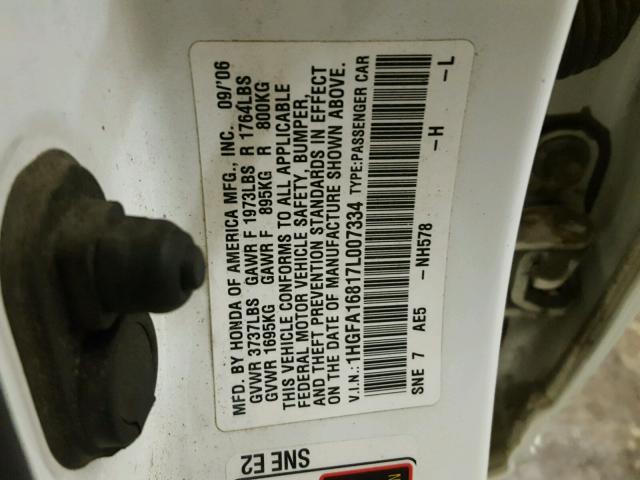 MFD. BY HONDA OF AMERICA MFG., INC. 09/'06
GVWR 3737LBS GAWR F 1973LBS R 1764LBS
GVWR 1695KG GAWR F 895KG R 800KG
THIS VEHICLE CONFORMS TO ALL APPLICABLE
FEDERAL MOTOR VEHICLE SAFETY, BUMPER,
AND THEFT PREVENTION STANDARDS IN EFFECT
ON THE DATE OF MANUFACTURE SHOWN ABOVE.
V.I.N.: 1HGFA16817L007334 TYPE:PASSENGER CAR
SNE 7 AE5 -NH578 -H -L
SNE E2